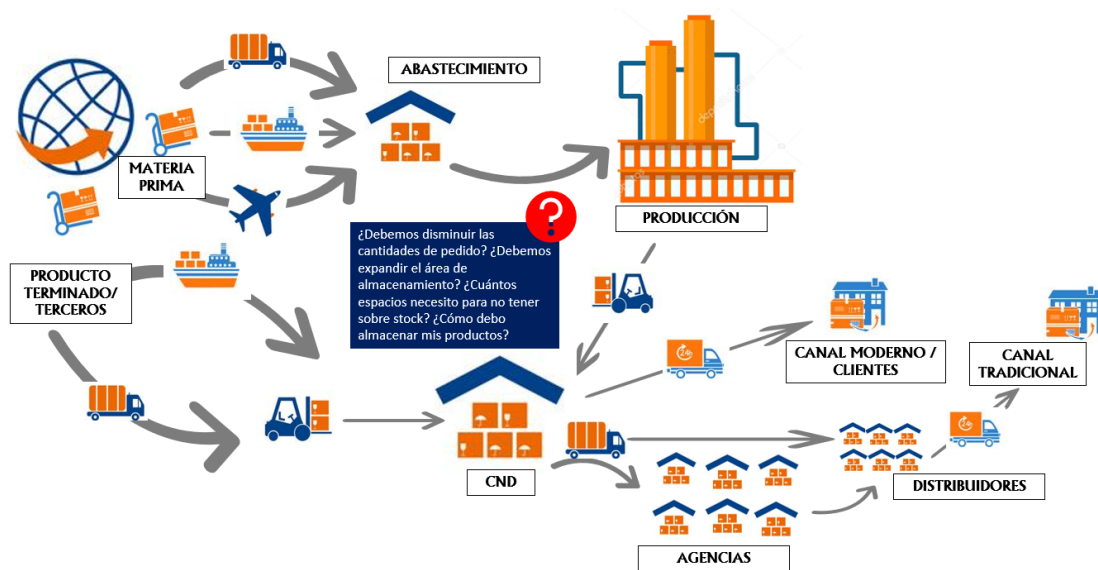 ABASTECIMIENTO
MATERIA
PRIMA
PRODUCCIÓN
¿Debemos disminuir las
cantidades de pedido? ¿Debemos
expandir el área de
almacenamiento? ¿Cuántos
espacios necesito para no tener
sobre stock? ¿Cómo debo
almacenar mis productos?
?
PRODUCTO
TERMINADO/
TERCEROS
CANAL MODERNO /
CLIENTES
CANAL
TRADICIONAL
CND
DISTRIBUIDORES
AGENCIAS